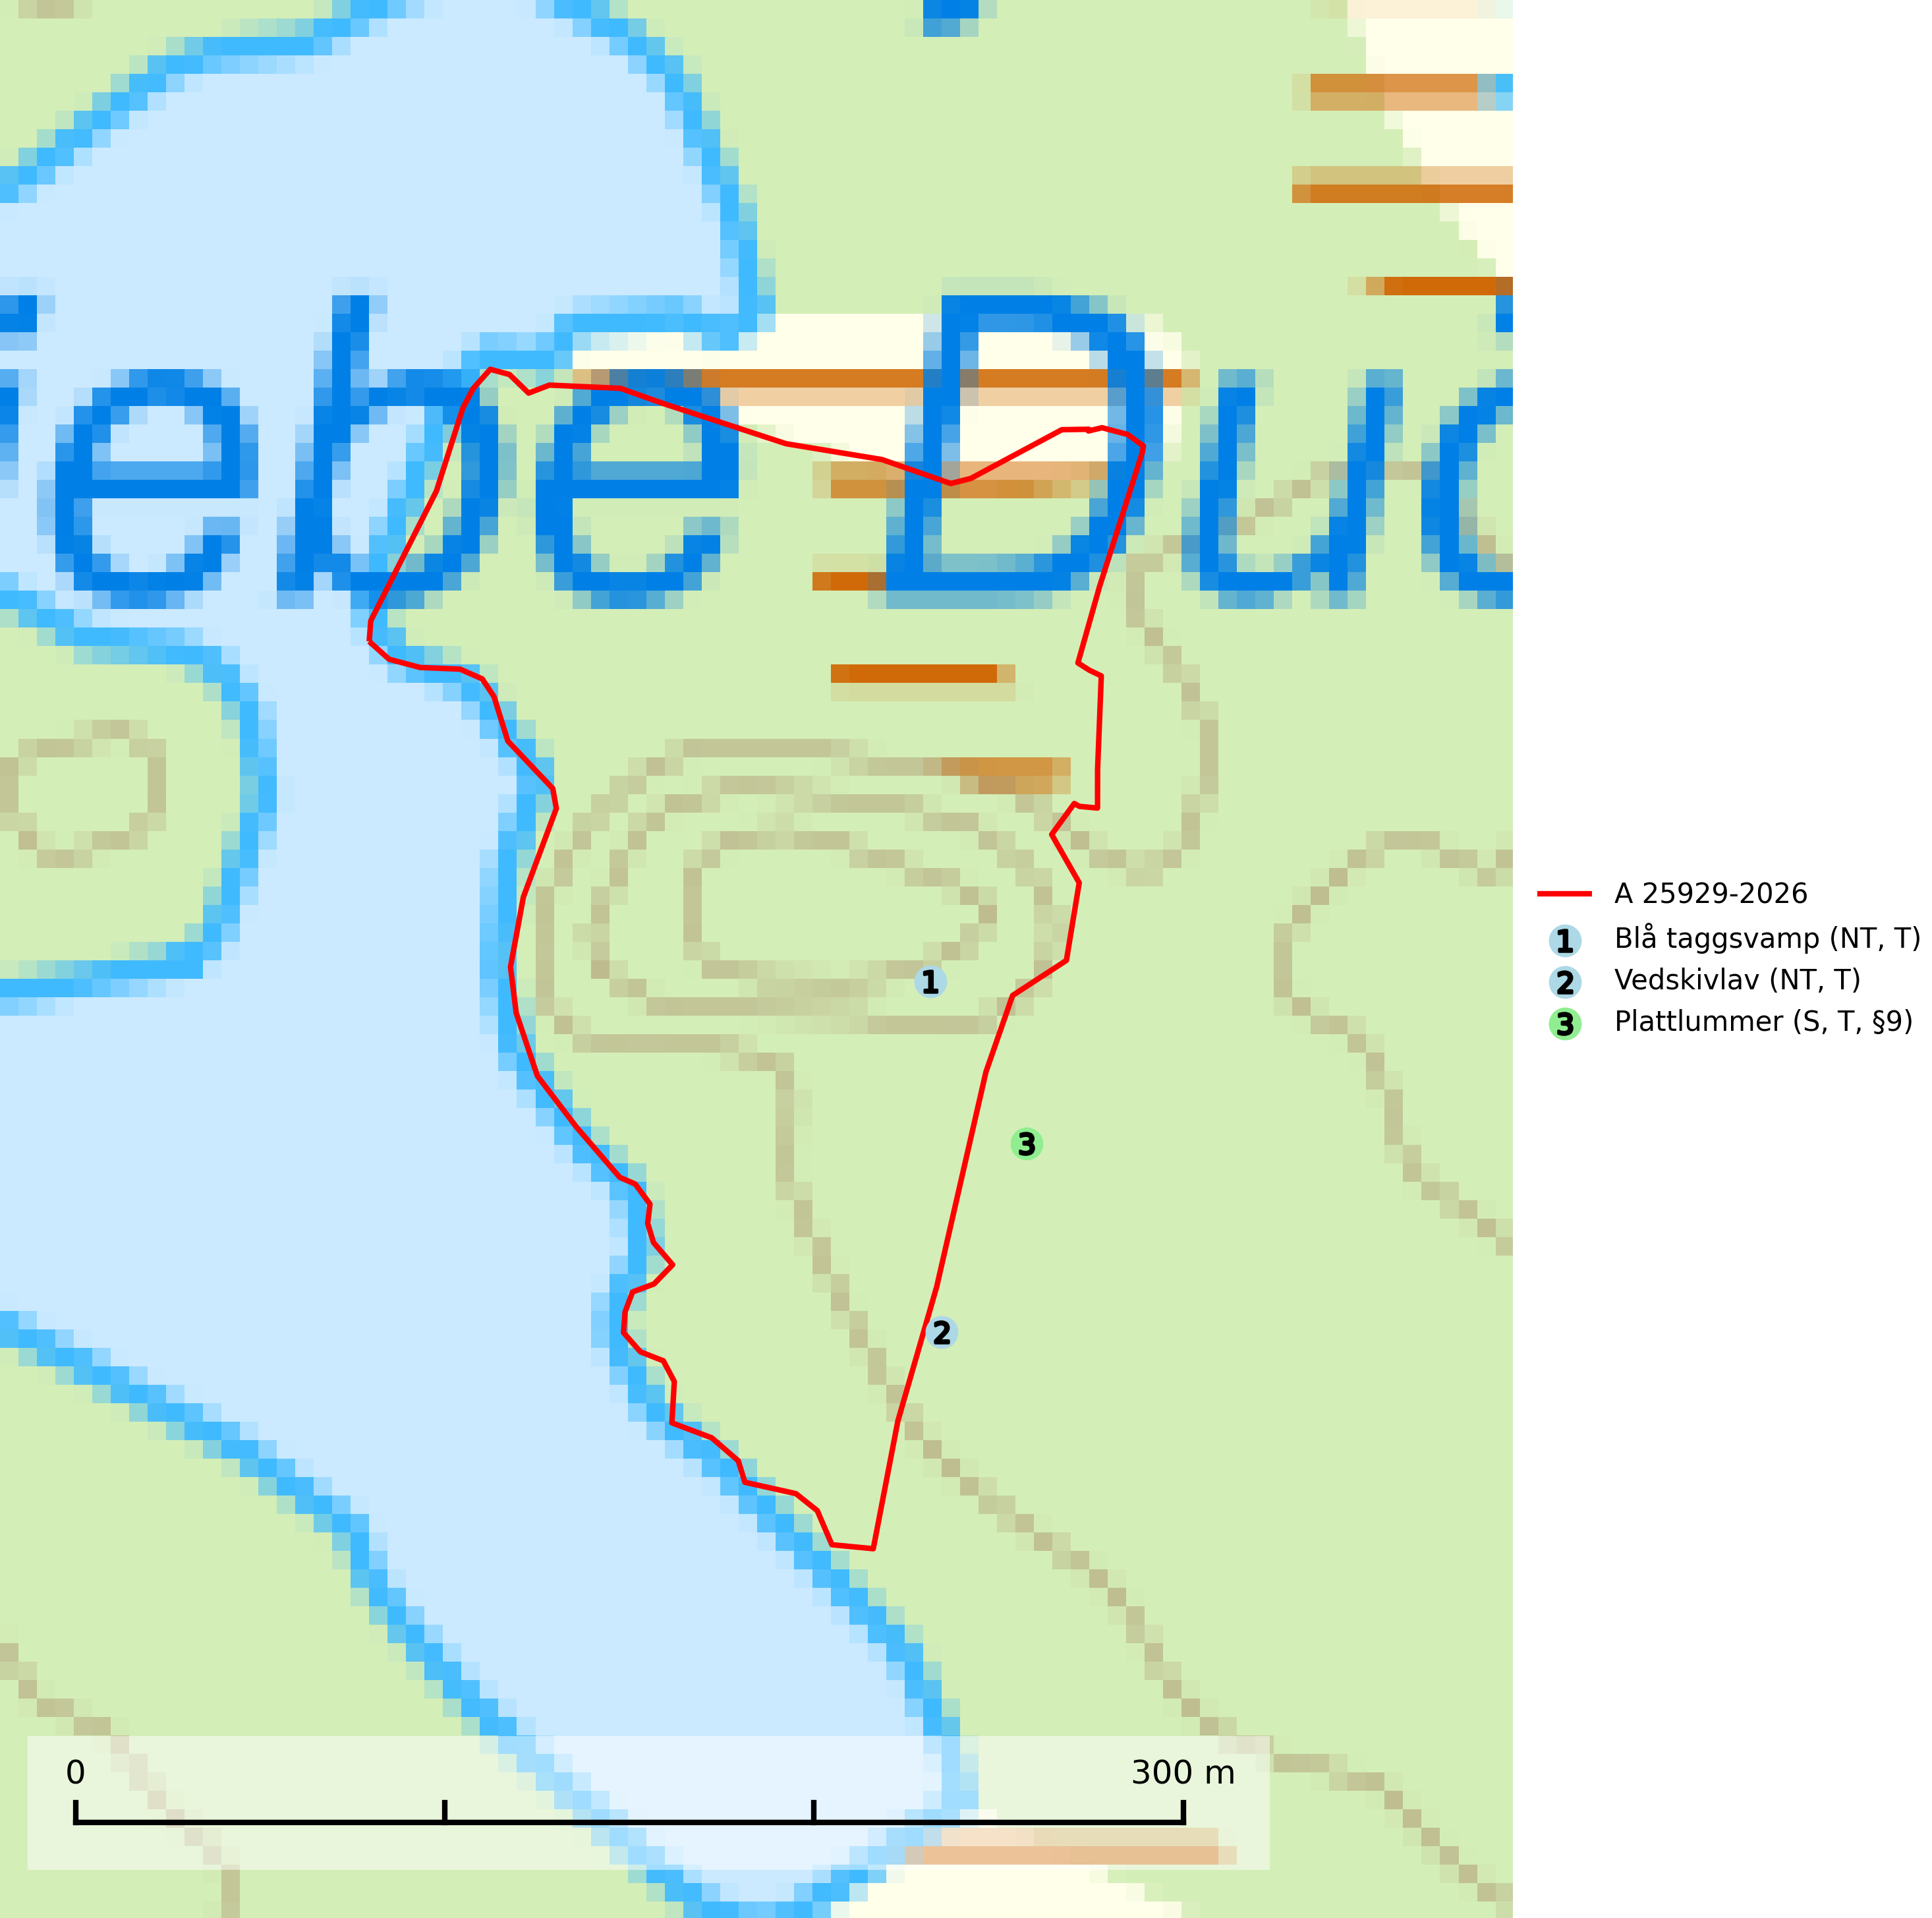 A 25929-2026
1 Blå taggsvamp (NT, T)
2 Vedskivlav (NT, T)
3 Plattlummer (S, T, §9)
1
3
2
0 300 m